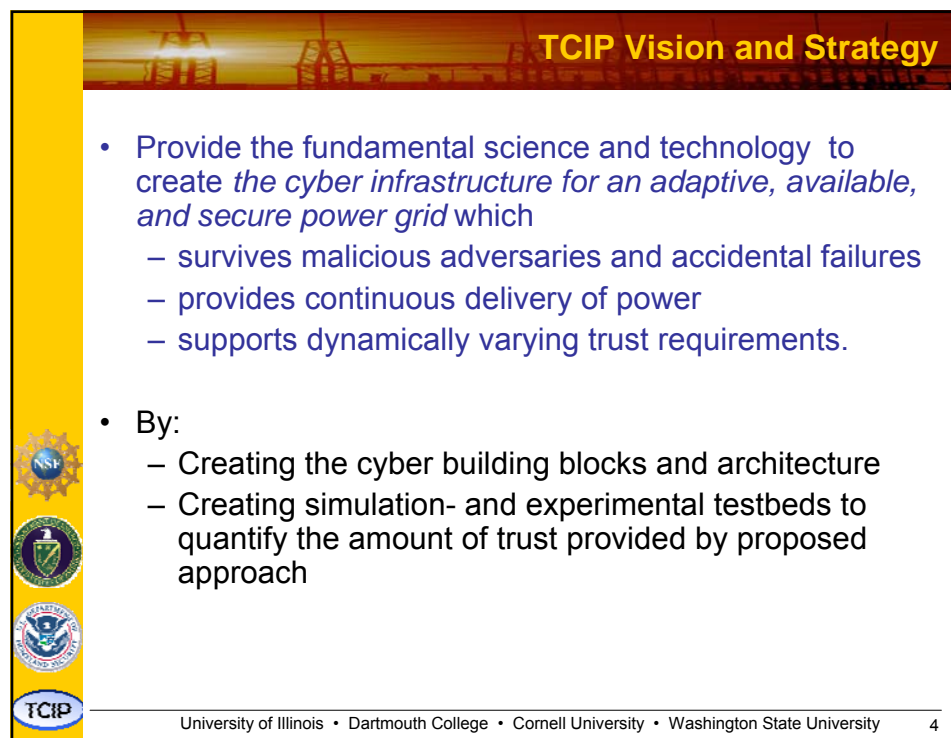 TCIP Vision and Strategy
• Provide the fundamental science and technology to
create the cyber infrastructure for an adaptive, available,
and secure power grid which
– survives malicious adversaries and accidental failures
– provides continuous delivery of power
– supports dynamically varying trust requirements.
• By:
– Creating the cyber building blocks and architecture
– Creating simulation- and experimental testbeds to
quantify the amount of trust provided by proposed
approach
NSF
U.S. DEPARTMENT OF
HOMELAND SECURITY
TCIP
University of Illinois • Dartmouth College • Cornell University • Washington State University 4